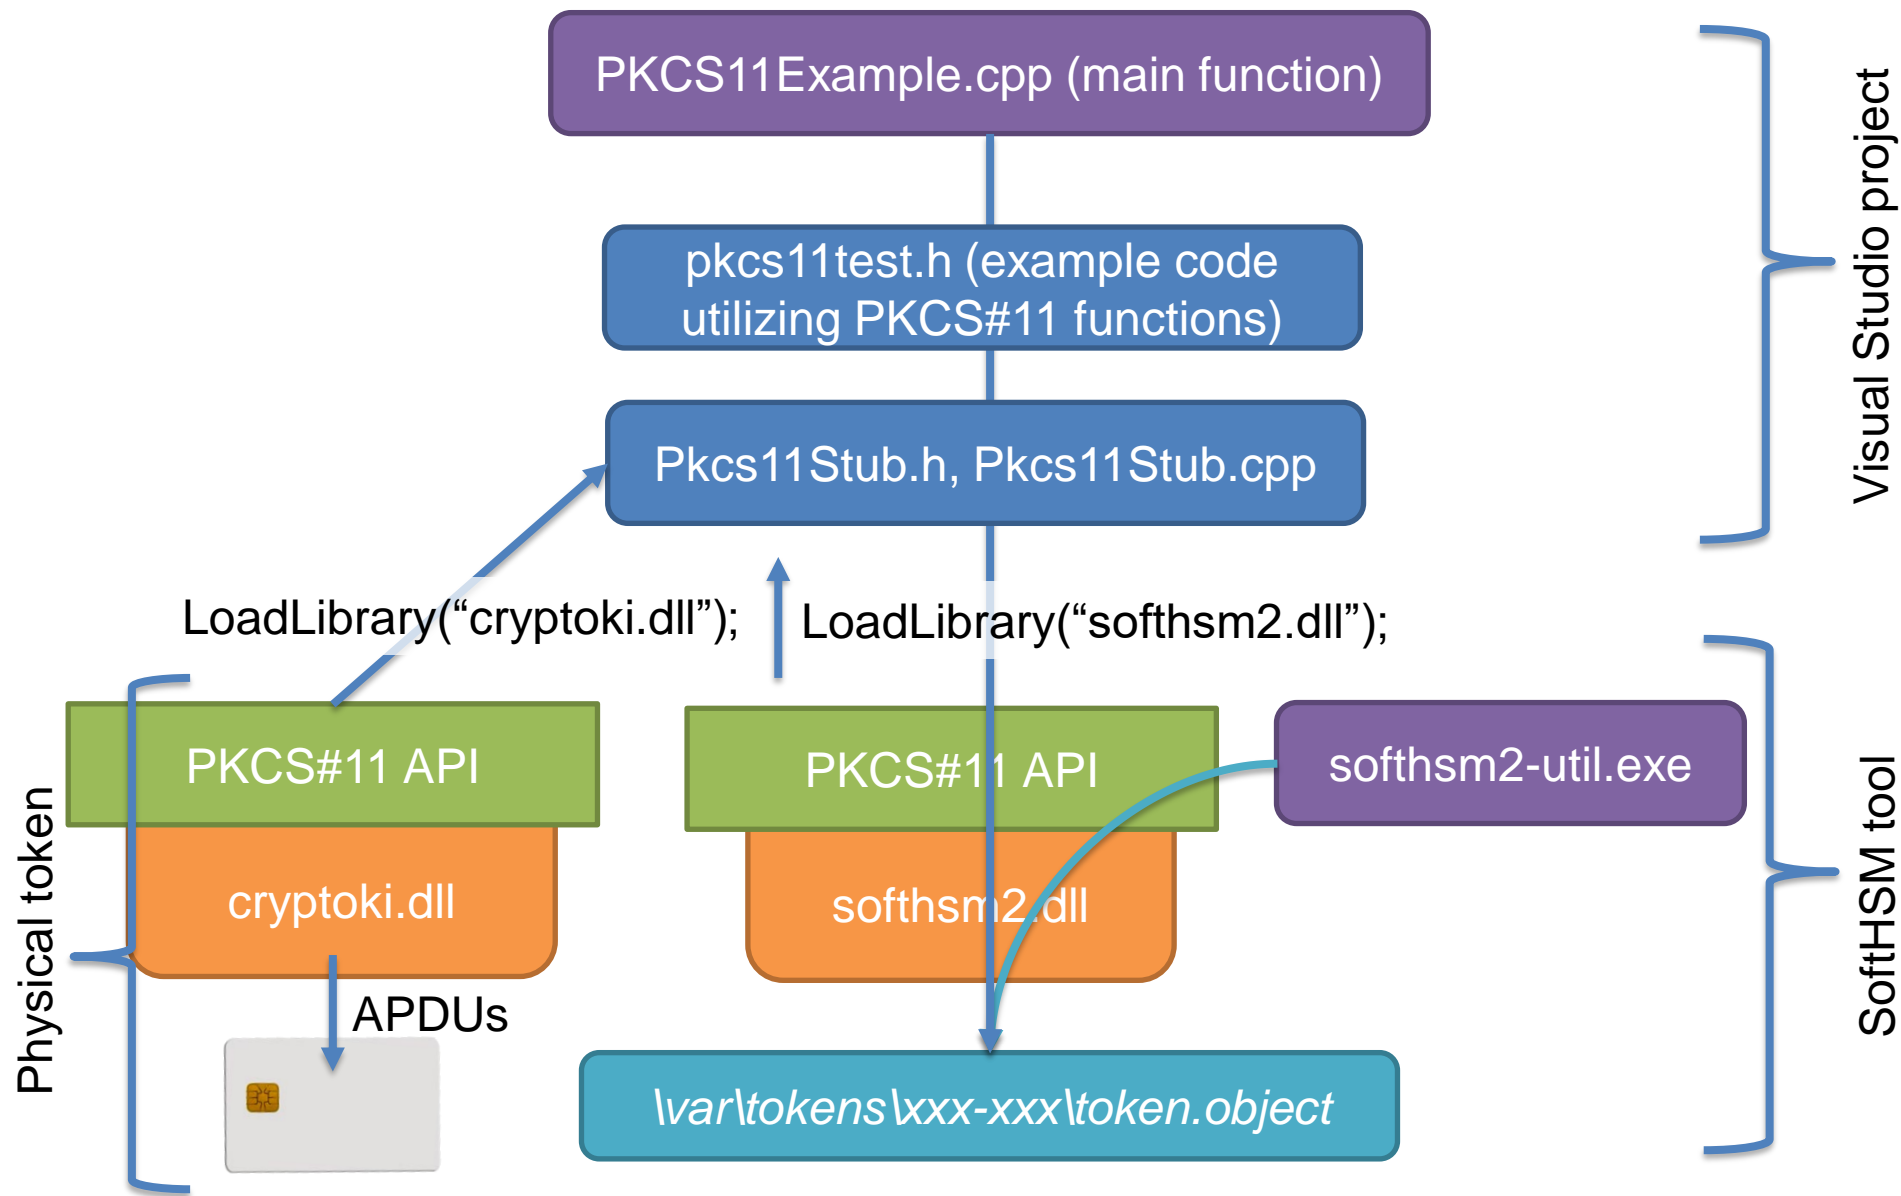 PKCS11Example.cpp (main function)
pkcs11test.h (example code
utilizing PKCS#11 functions)
Pkcs11Stub.h, Pkcs11Stub.cpp
Visual Studio project
LoadLibrary(“cryptoki.dll”);
LoadLibrary(“softhsm2.dll”);
PKCS#11 API
PKCS#11 API
softhsm2-util.exe
cryptoki.dll
softhsm2.dll
Physical token
SoftHSM tool
APDUs
\var\tokens\xxx-xxx\token.object